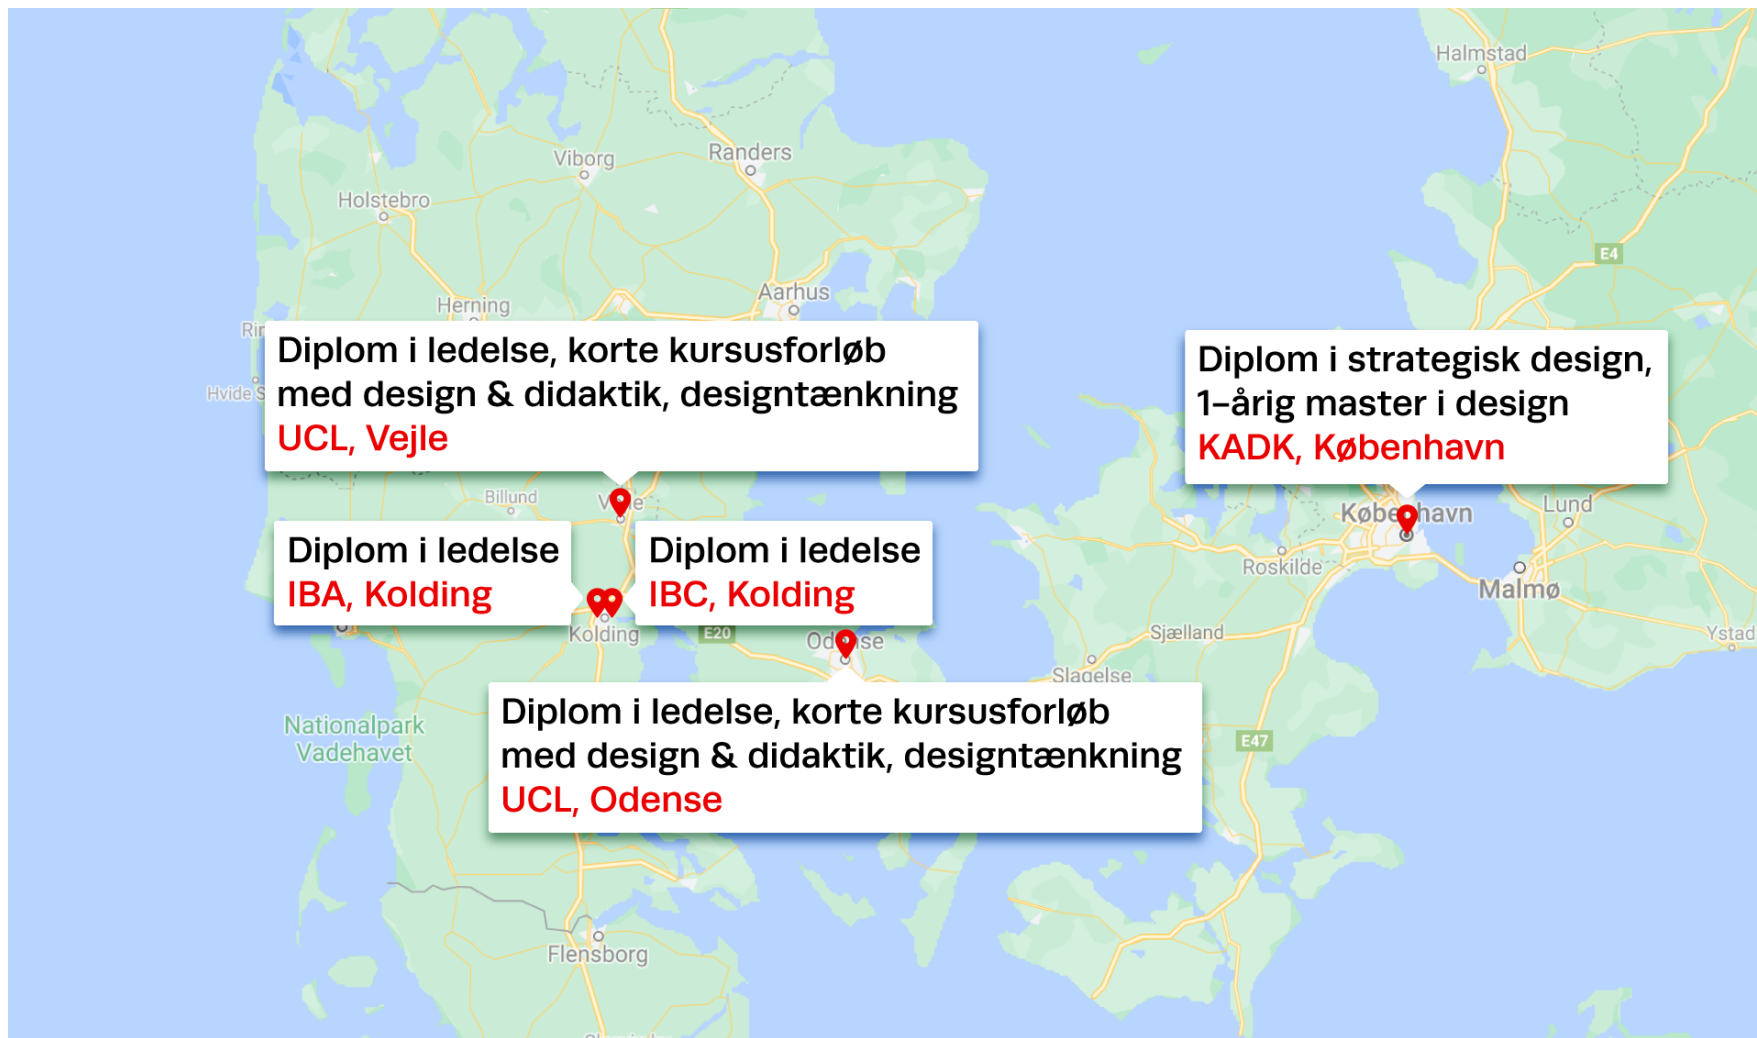 Halmstad
Viborg
Randers
Holstebro
E4
Aarhus
Herning
Diplom i ledelse, korte kursusforløb
med design & didaktik, designtænkning
UCL, Vejle
Diplom i strategisk design,
1-årig master i design
KADK, København
Hvide
Billund
København
Lund
Diplom i ledelse
IBA, Kolding
Diplom i ledelse
IBC, Kolding
Roskilde
Malmø
Kolding
E20
Sjælland
Ystad
Slagelse
Diplom i ledelse, korte kursusforløb
med design & didaktik, designtænkning
UCL, Odense
Nationalpark
Vadehavet
E47
Flensborg